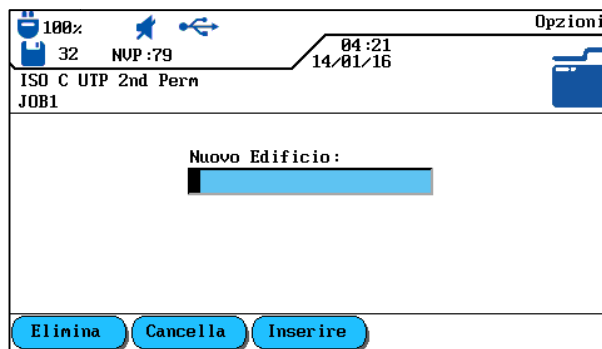 100%
Opzioni
32 NVP:79
04:21
14/01/16
ISO C UTP 2nd Perm
JOB1
Nuovo Edificio:
Elimina Cancella Inserire